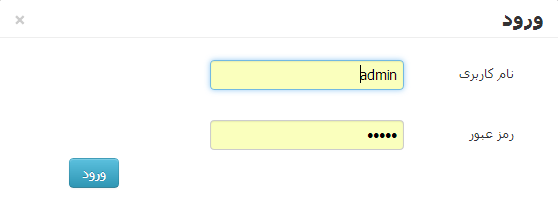 ورود ×
نام کاربری admin
رمز عبور •••••
ورود